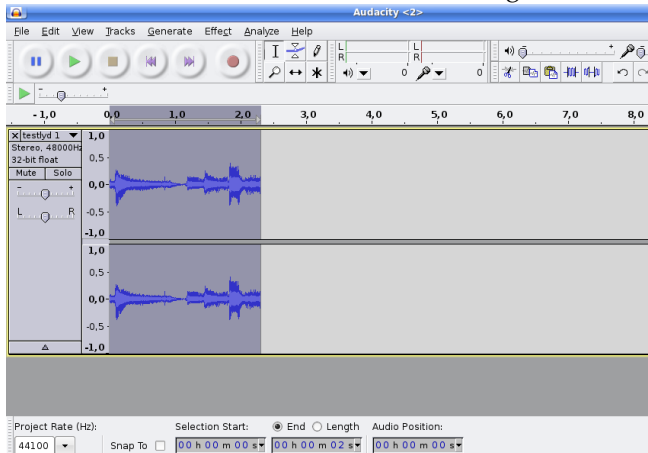 Audacity <2>
File Edit View Tracks Generate Effect Analyze Help
L R L R
0 0
- 1,0 0,0 1,0 2,0 3,0 4,0 5,0 6,0 7,0 8,0
testlyd 1
Stereo, 48000Hz
32-bit float
Mute Solo
- +
L R
1,0
0,5
0,0
-0,5
-1,0
1,0
0,5
0,0
-0,5
-1,0
Project Rate (Hz): Selection Start: End Length Audio Position:
44100 Snap To 00 h 00 m 00 s 00 h 00 m 02 s 00 h 00 m 00 s